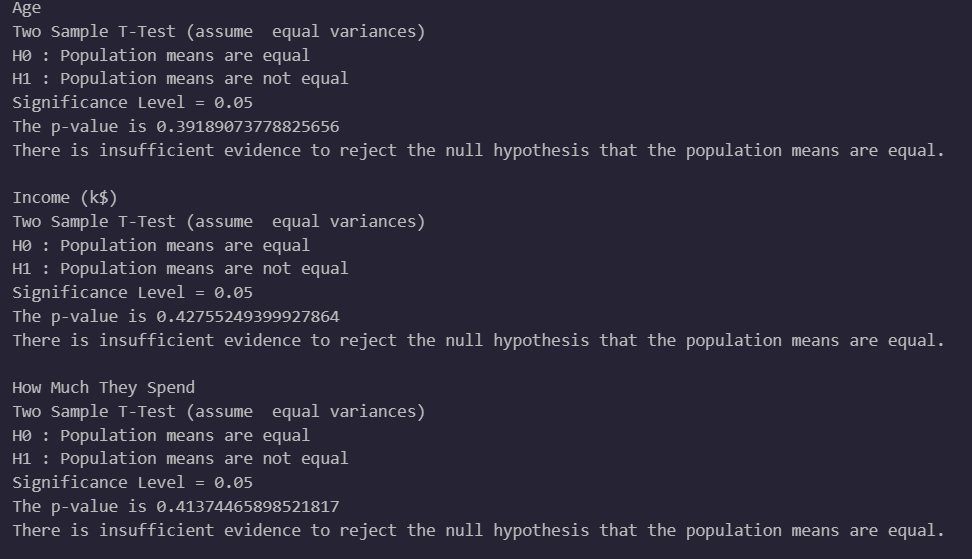 Age
Two Sample T-Test (assume  equal variances)
H0 : Population means are equal
H1 : Population means are not equal
Significance Level = 0.05
The p-value is 0.39189073778825656
There is insufficient evidence to reject the null hypothesis that the population means are equal.

Income (k$)
Two Sample T-Test (assume  equal variances)
H0 : Population means are equal
H1 : Population means are not equal
Significance Level = 0.05
The p-value is 0.42755249399927864
There is insufficient evidence to reject the null hypothesis that the population means are equal.

How Much They Spend
Two Sample T-Test (assume  equal variances)
H0 : Population means are equal
H1 : Population means are not equal
Significance Level = 0.05
The p-value is 0.41374465898521817
There is insufficient evidence to reject the null hypothesis that the population means are equal.